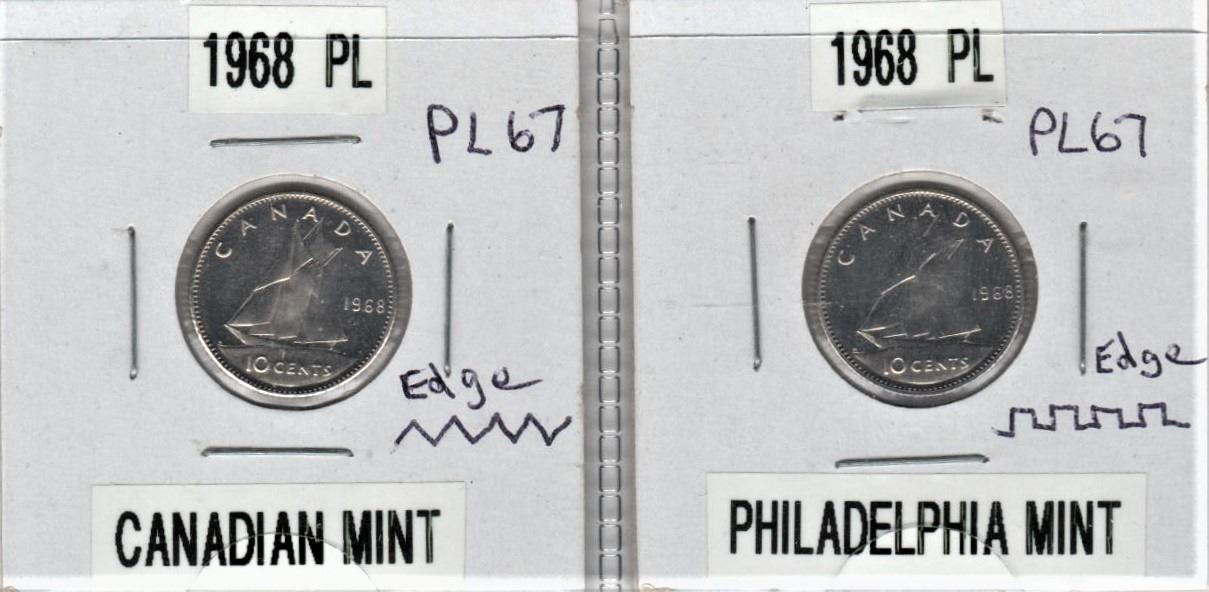 1968 PL
PL67
CANADA
1968
10 CENTS
Edge
CANADIAN MINT
1968 PL
PL67
CANADA
1968
10 CENTS
Edge
PHILADELPHIA MINT